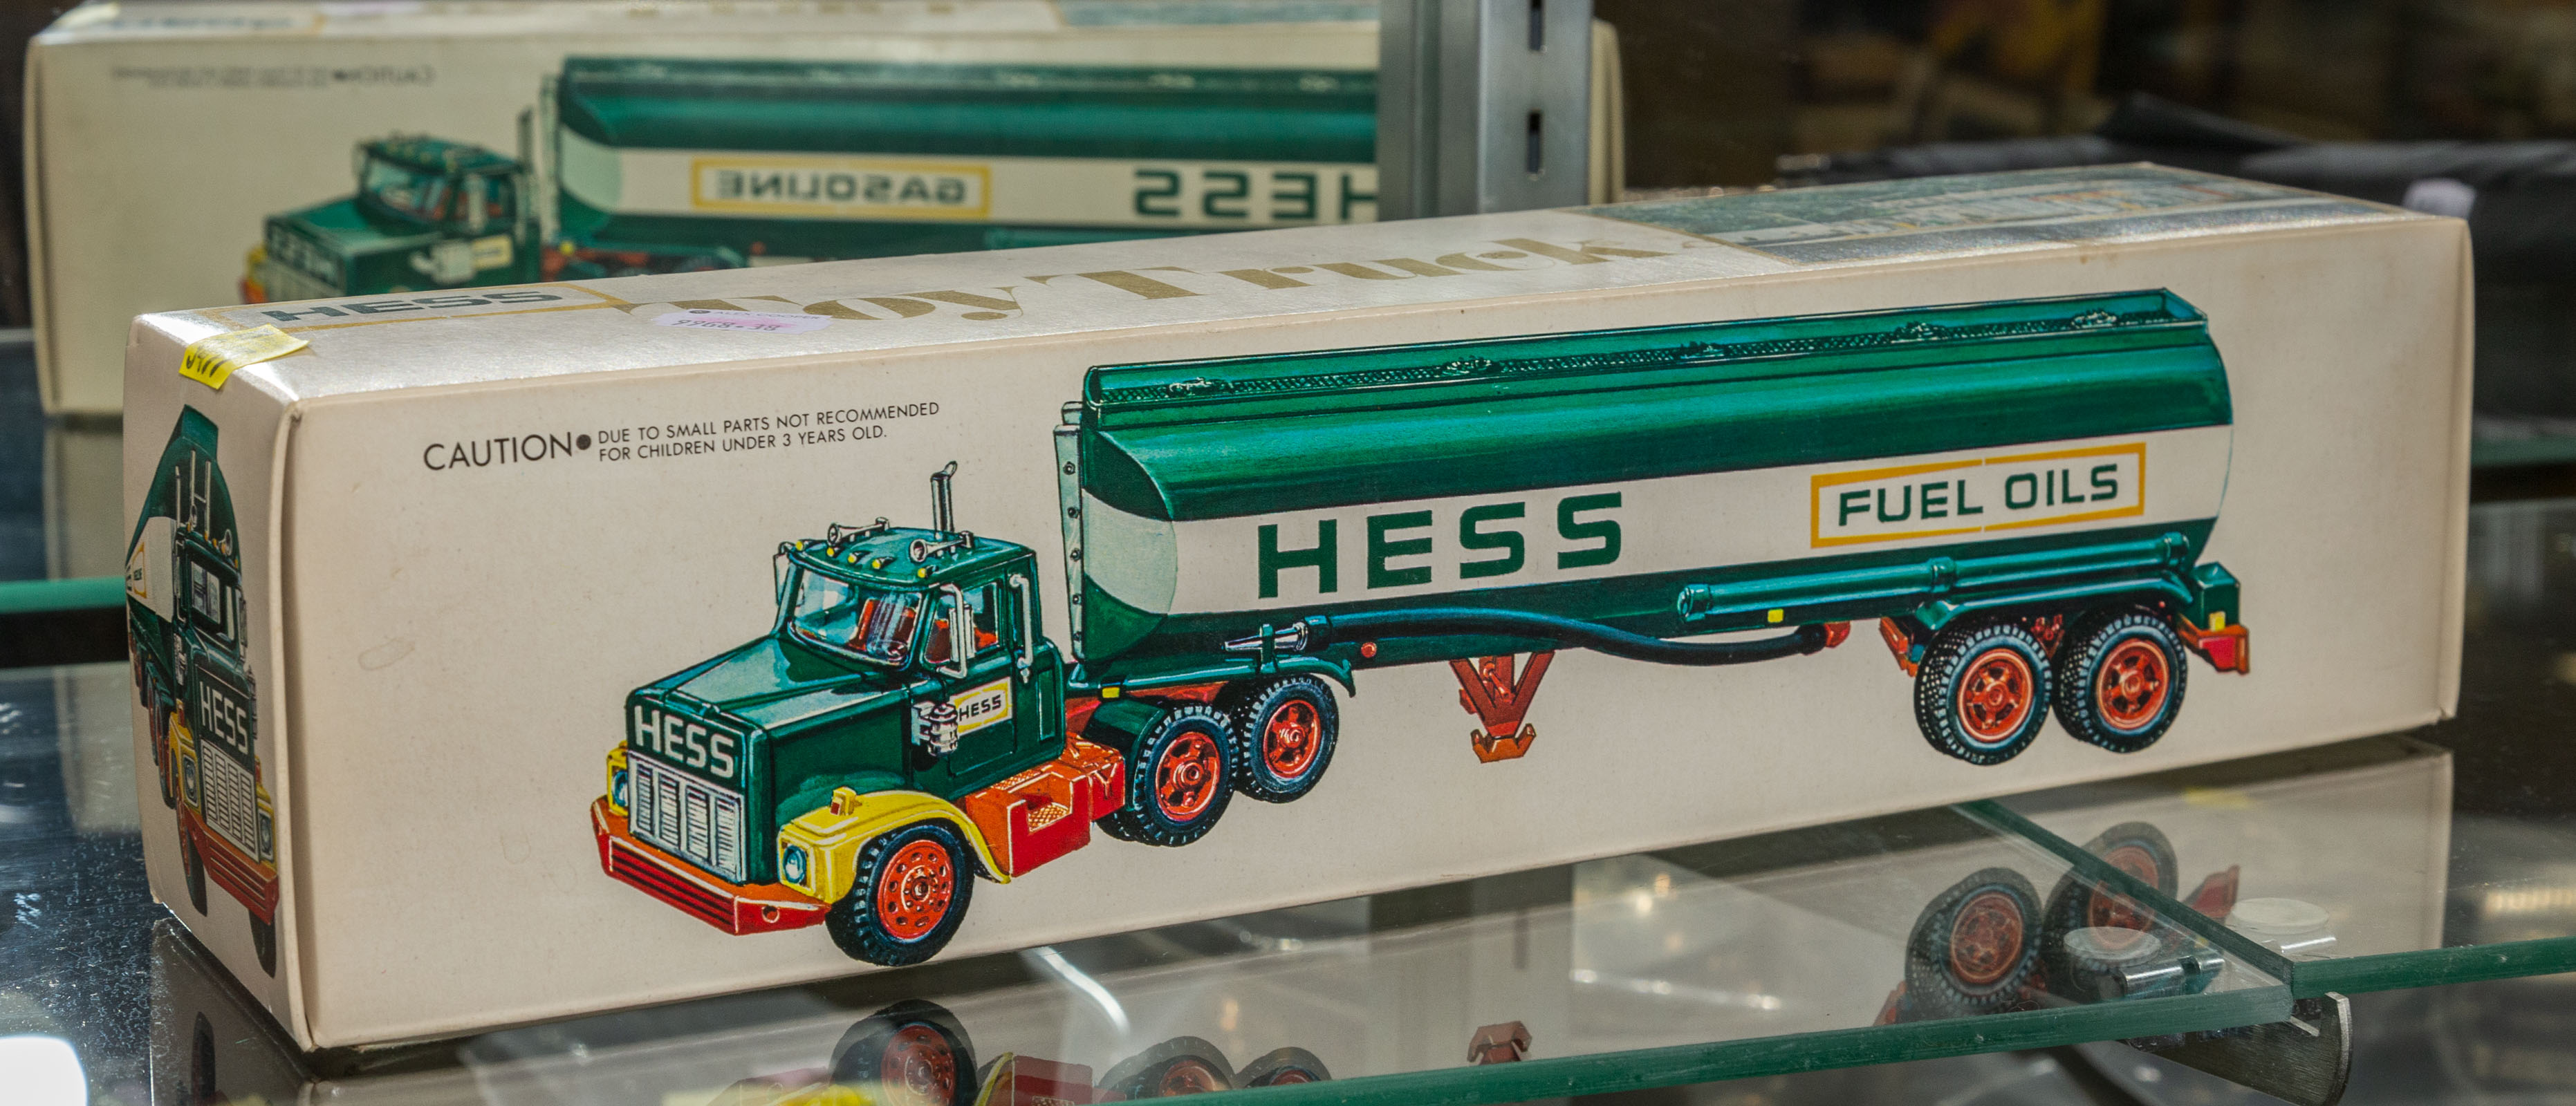 CAUTION
GASOLINE
HESS
HESS
HESS
Toy Truck
CAUTION● DUE TO SMALL PARTS NOT RECOMMENDED
FOR CHILDREN UNDER 3 YEARS OLD.
HESS
FUEL OILS
HESS
HESS
HESS